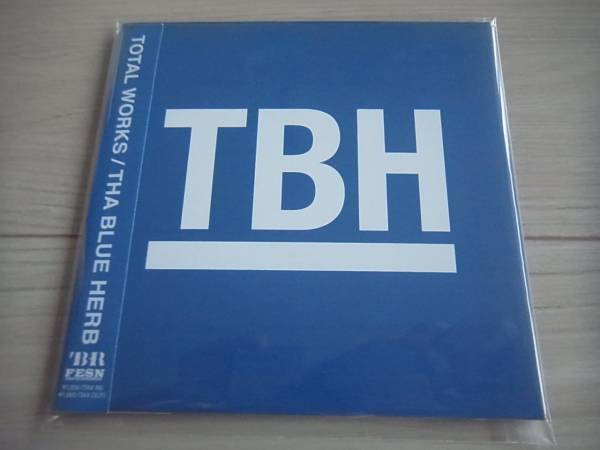 TBH
TOTAL WORKS / THA BLUE HERB
TBR
FESN